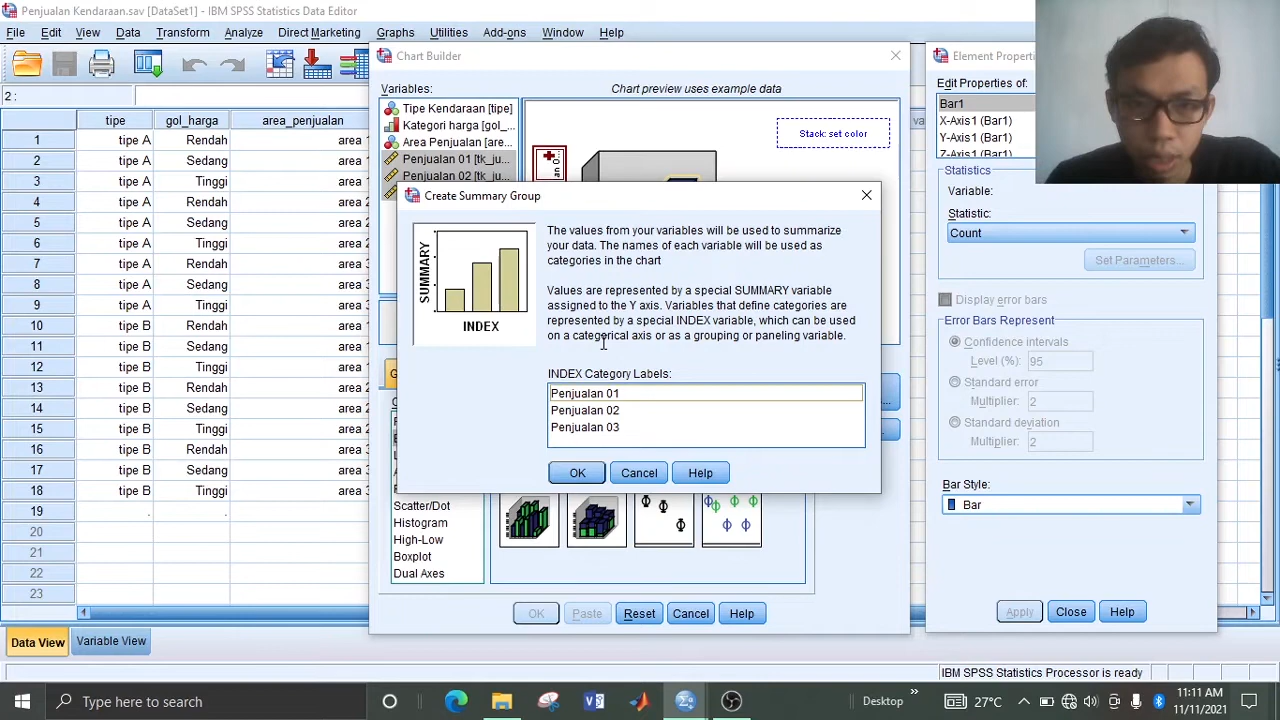 Penjualan Kendaraan.sav [DataSet1] - IBM SPSS Statistics Data Editor
File Edit View Data Transform Analyze Direct Marketing Graphs Utilities Add-ons Window Help
2 :
tipe gol_harga area_penjualan
1 tipe A Rendah area 1
2 tipe A Sedang area
3 tipe A Tinggi area
4 tipe A Rendah area 2
5 tipe A Sedang area 2
6 tipe A Tinggi area 2
7 tipe A Rendah area 3
8 tipe A Sedang area 3
9 tipe A Tinggi area 3
10 tipe B Rendah area 1
11 tipe B Sedang area
12 tipe B Tinggi area
13 tipe B Rendah area 2
14 tipe B Sedang area 2
15 tipe B Tinggi area 2
16 tipe B Rendah area 3
17 tipe B Sedang area 3
18 tipe B Tinggi area 3
19 . .
20
21
22
23
Data View Variable View
Chart Builder
Variables:
Chart preview uses example data
Tipe Kendaraan [tipe]
Kategori harga [gol_...
Area Penjualan [are...
Penjualan 01 [tk_ju...
Penjualan 02 [tk_ju...
Stack: set color
Create Summary Group
SUMMARY
INDEX
The values from your variables will be used to summarize
your data. The names of each variable will be used as
categories in the chart
Values are represented by a special SUMMARY variable
assigned to the Y axis. Variables that define categories are
represented by a special INDEX variable, which can be used
on a categorical axis or as a grouping or paneling variable.
INDEX Category Labels:
Penjualan 01
Penjualan 02
Penjualan 03
OK Cancel Help
Scatter/Dot
Histogram
High-Low
Boxplot
Dual Axes
OK Paste Reset Cancel Help
Element Properti
Edit Properties of:
Bar1
X-Axis1 (Bar1)
Y-Axis1 (Bar1)
Z-Axis1 (Bar1)
Statistics
Variable:
Statistic:
Count
Set Parameters...
Display error bars
Error Bars Represent
Confidence intervals
Level (%): 95
Standard error
Multiplier: 2
Standard deviation
Multiplier: 2
Bar Style:
Bar
Apply Close Help
IBM SPSS Statistics Processor is ready
Type here to search
Desktop
27°C
11:11 AM
11/11/2021